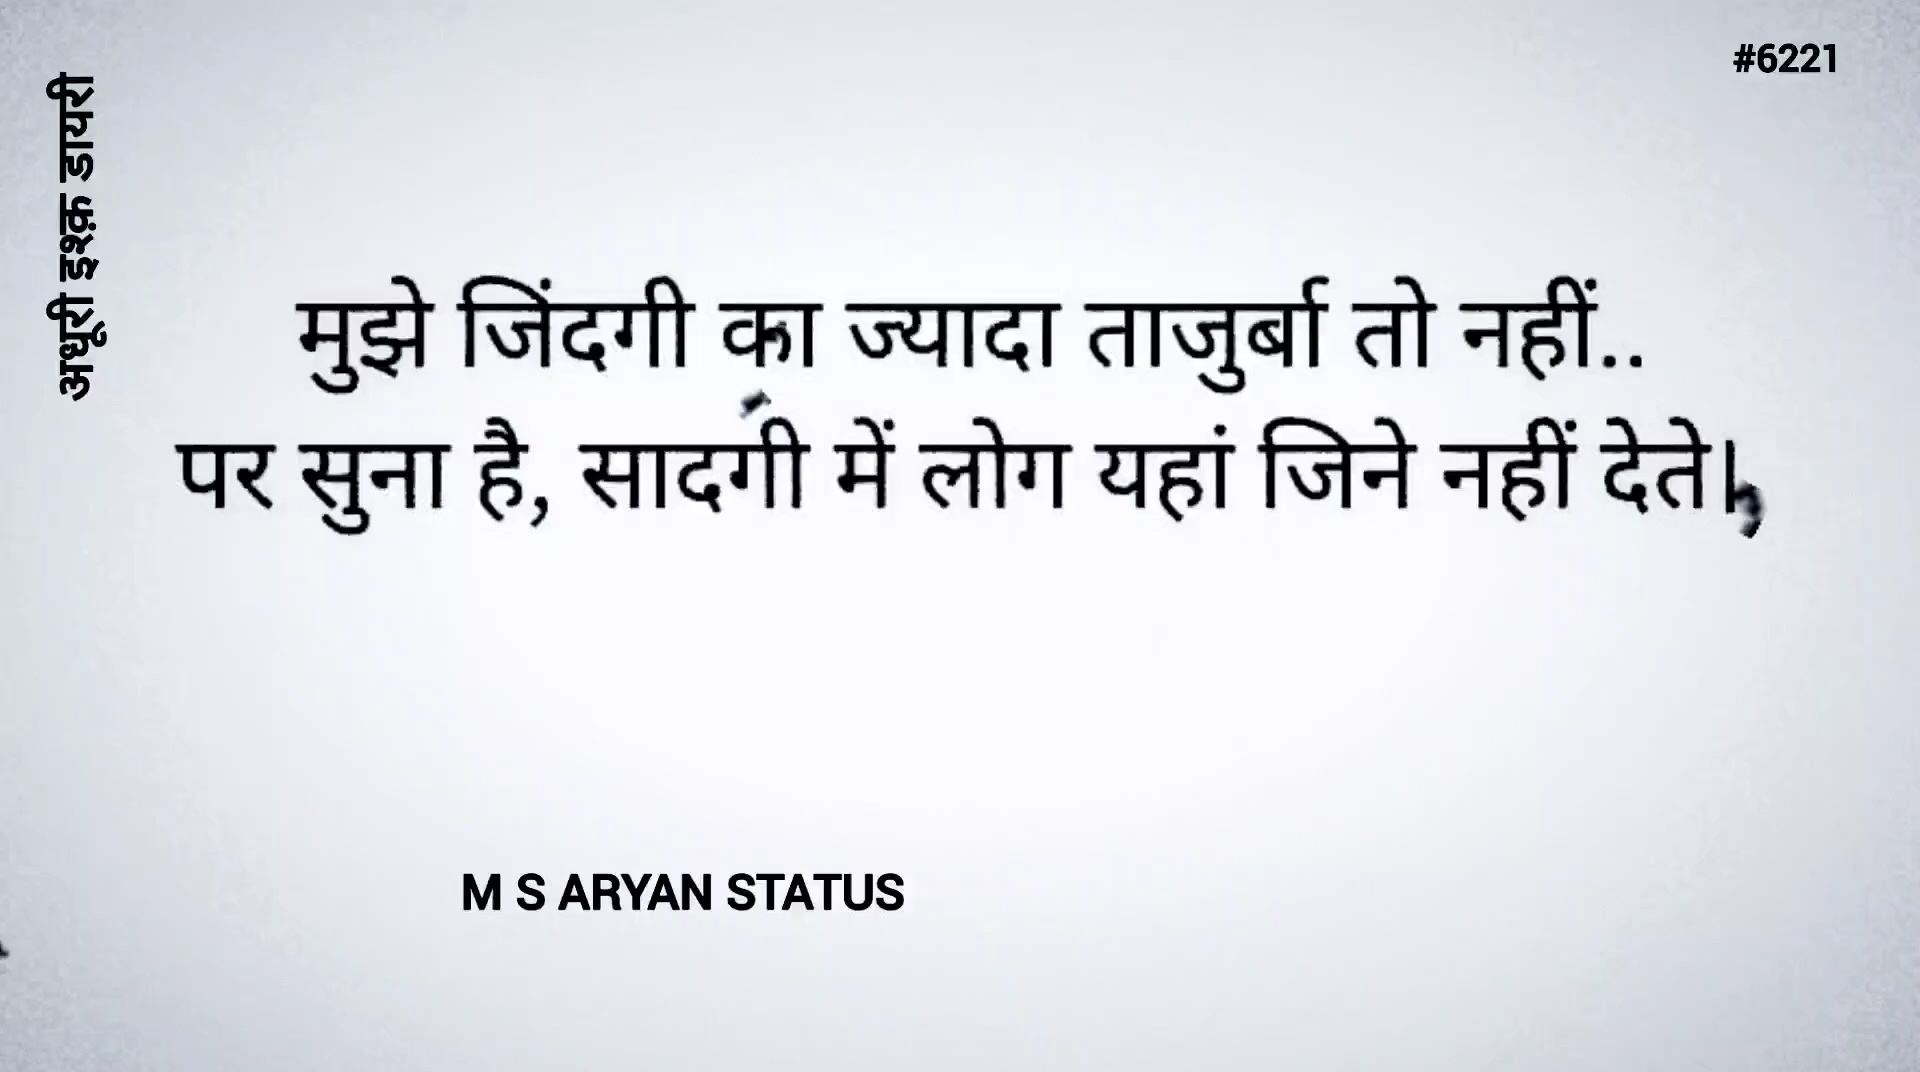 #6221
अधूरी इश्क़ डायरी
मुझे जिंदगी का ज्यादा ताजुर्बा तो नहीं..
पर सुना है, सादगी में लोग यहां जिने नहीं देते।
M S ARYAN STATUS